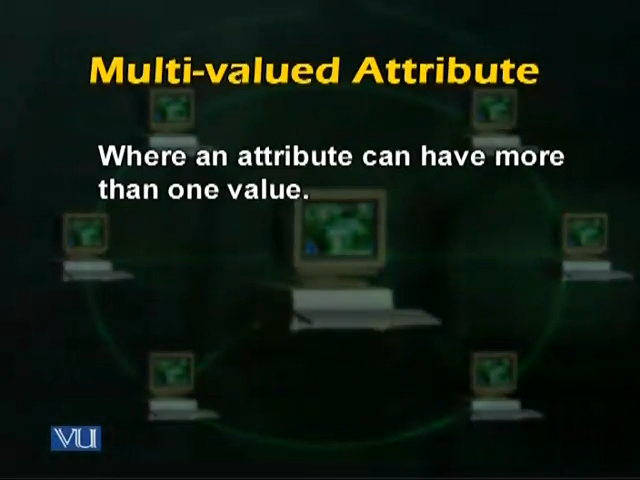 Multi-valued Attribute
Where an attribute can have more
than one value.
VU